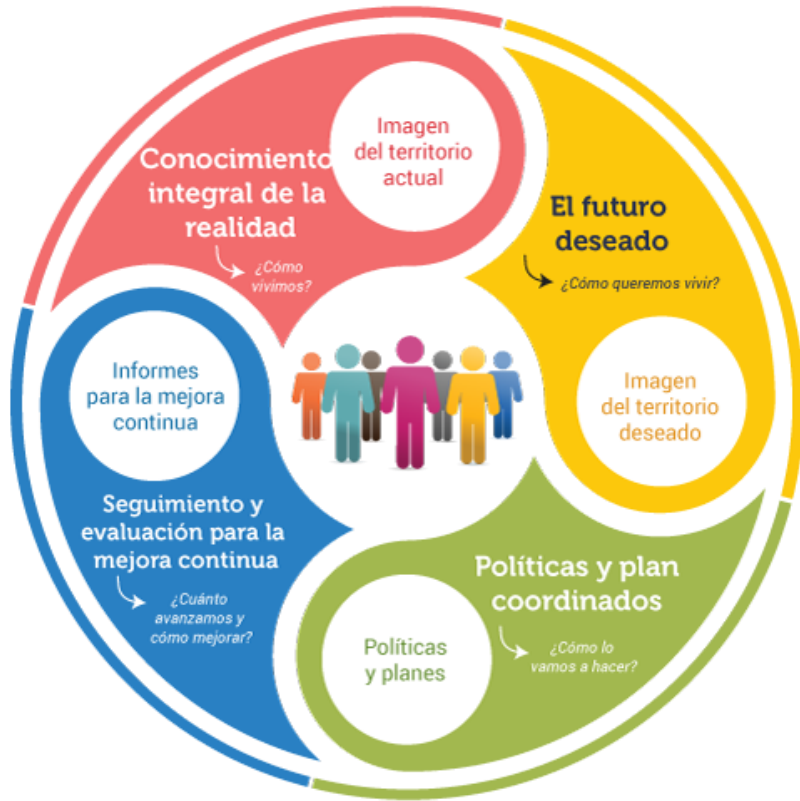 Conocimiento
integral de la
realidad
¿Cómo
vivimos?
Imagen
del territorio
actual
El futuro
deseado
¿Cómo queremos vivir?
Imagen
del territorio
deseado
Políticas y plan
coordinados
¿Cómo lo
vamos a hacer?
Políticas
y planes
Informes
para la mejora
continua
Seguimiento y
evaluación para la
mejora continua
¿Cuánto
avanzamos y
cómo mejorar?